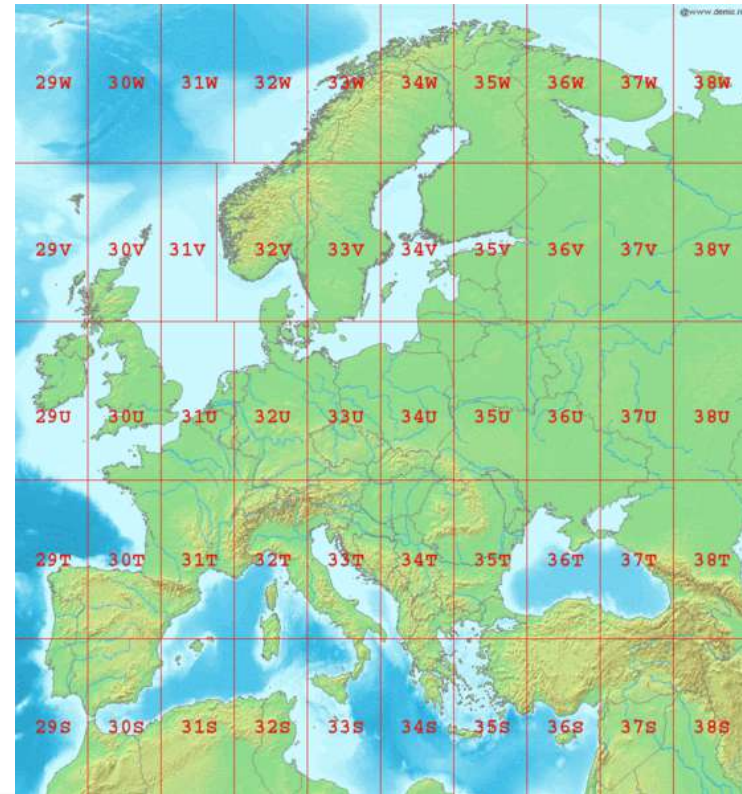 @www.demis.nl
29W 30W 31W 32W 33W 34W 35W 36W 37W 38W
29V 30V 31V 32V 33V 34V 35V 36V 37V 38V
29U 30U 31U 32U 33U 34U 35U 36U 37U 38U
29T 30T 31T 32T 33T 34T 35T 36T 37T 38T
29S 30S 31S 32S 33S 34S 35S 36S 37S 38S